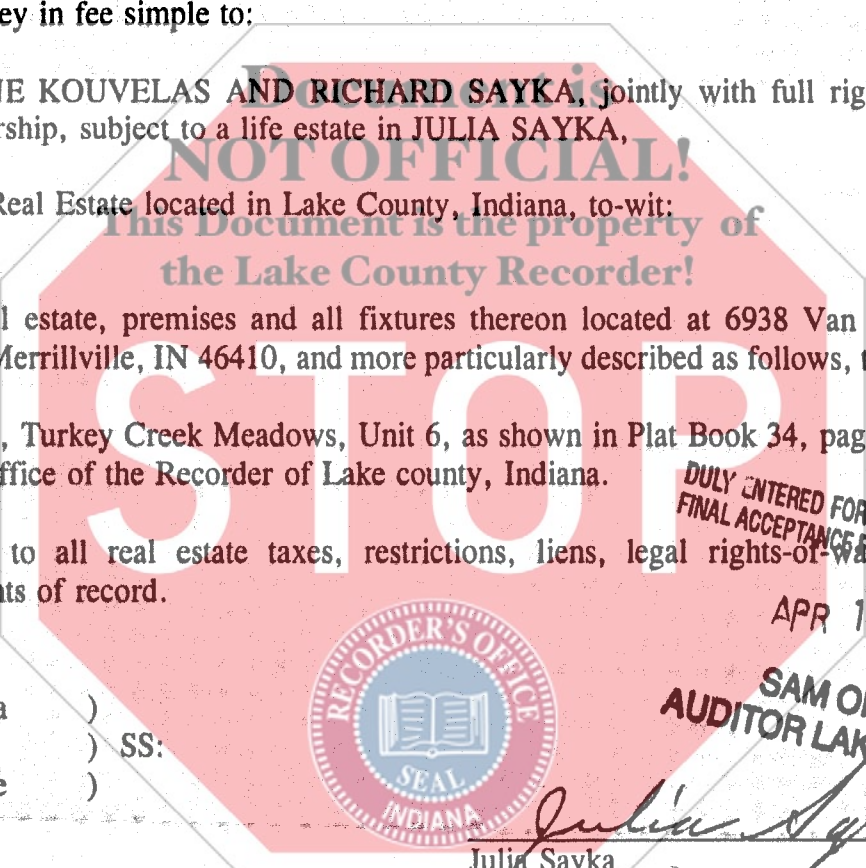 ey in fee simple to:
NE KOUVELAS AND RICHARD SAYKA, jointly with full rig
Document is
rship, subject to a life estate in JULIA SAYKA,
NOT OFFICIAL!
Real Estate located in Lake County, Indiana, to-wit:
This Document is the property of
the Lake County Recorder!
l estate, premises and all fixtures thereon located at 6938 Van
Merrillville, IN 46410, and more particularly described as follows, t
STOP
, Turkey Creek Meadows, Unit 6, as shown in Plat Book 34, pag
ffice of the Recorder of Lake county, Indiana.
DULY ENTERED FOR
FINAL ACCEPTANCE
to all real estate taxes, restrictions, liens, legal rights-of-wa
nts of record.
APR 1
RECORDER'S OFFICE
SEAL
INDIANA
a )
) SS:
e )
SAM O
AUDITOR LAK
Julia Say
Julia Sayka